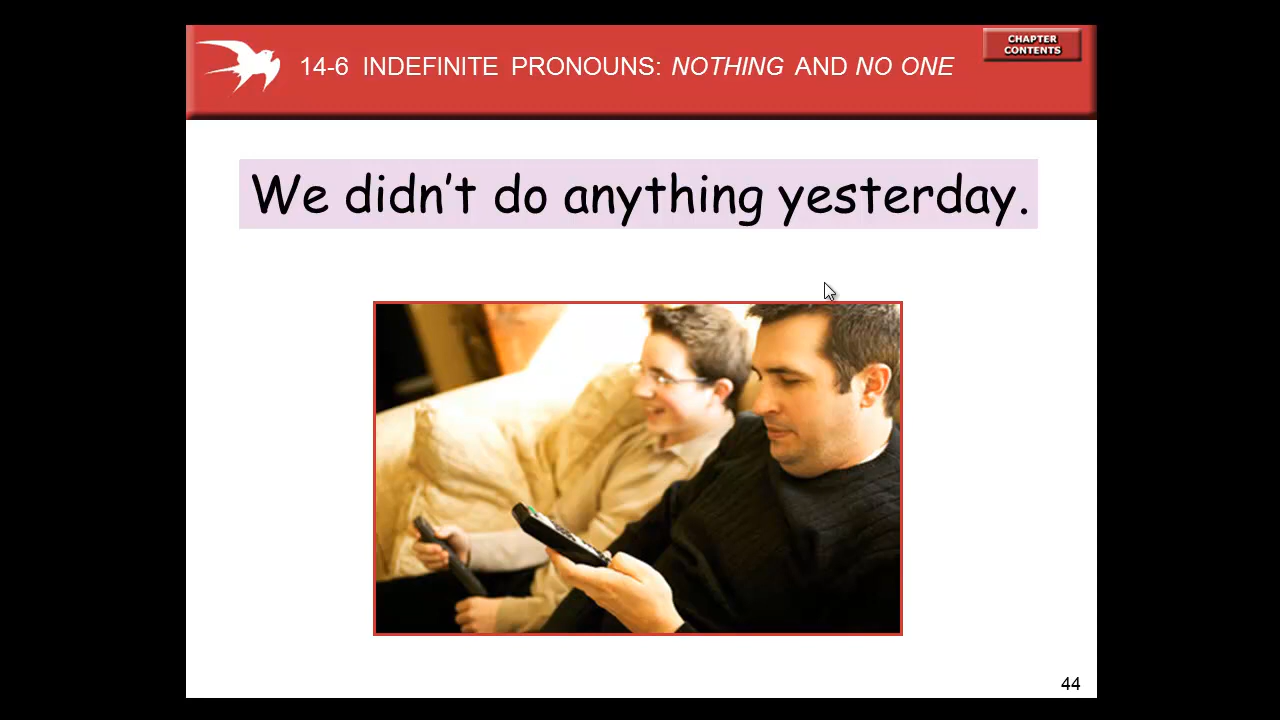 14-6 INDEFINITE PRONOUNS: NOTHING AND NO ONE
CHAPTER
CONTENTS
We didn't do anything yesterday.
44